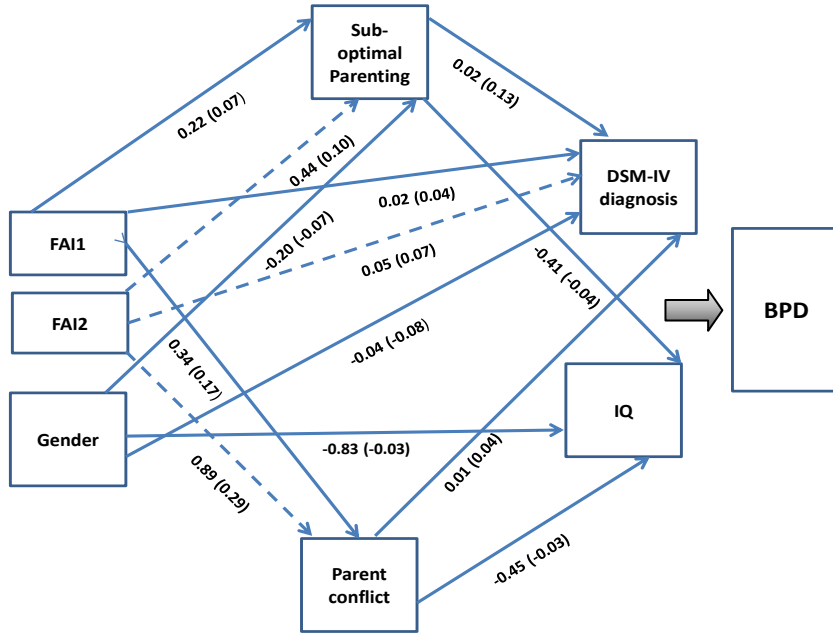 Sub-
optimal
Parenting
0.02 (0.13)
0.22 (0.07)
0.44 (0.10)
DSM-IV
diagnosis
0.02 (0.04)
-0.20 (-0.07)
FAI1
0.05 (0.07)
-0.41 (-0.04)
FAI2
BPD
0.34 (0.17)
-0.04 (-0.08)
IQ
Gender
-0.83 (-0.03)
0.01 (0.04)
0.89 (0.29)
-0.45 (-0.03)
Parent
conflict